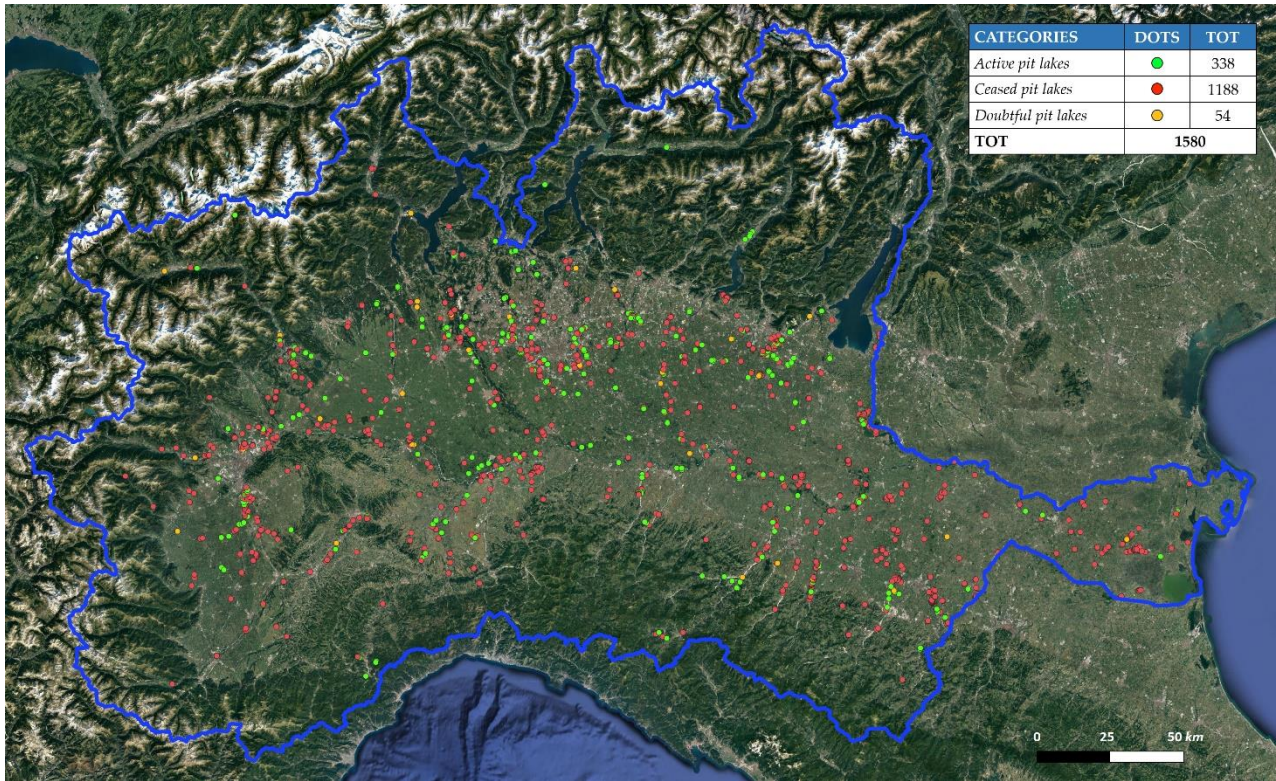 CATEGORIES DOTS TOT
Active pit lakes 338
Ceased pit lakes 1188
Doubtful pit lakes 54
TOT 1580
0 25 50 km